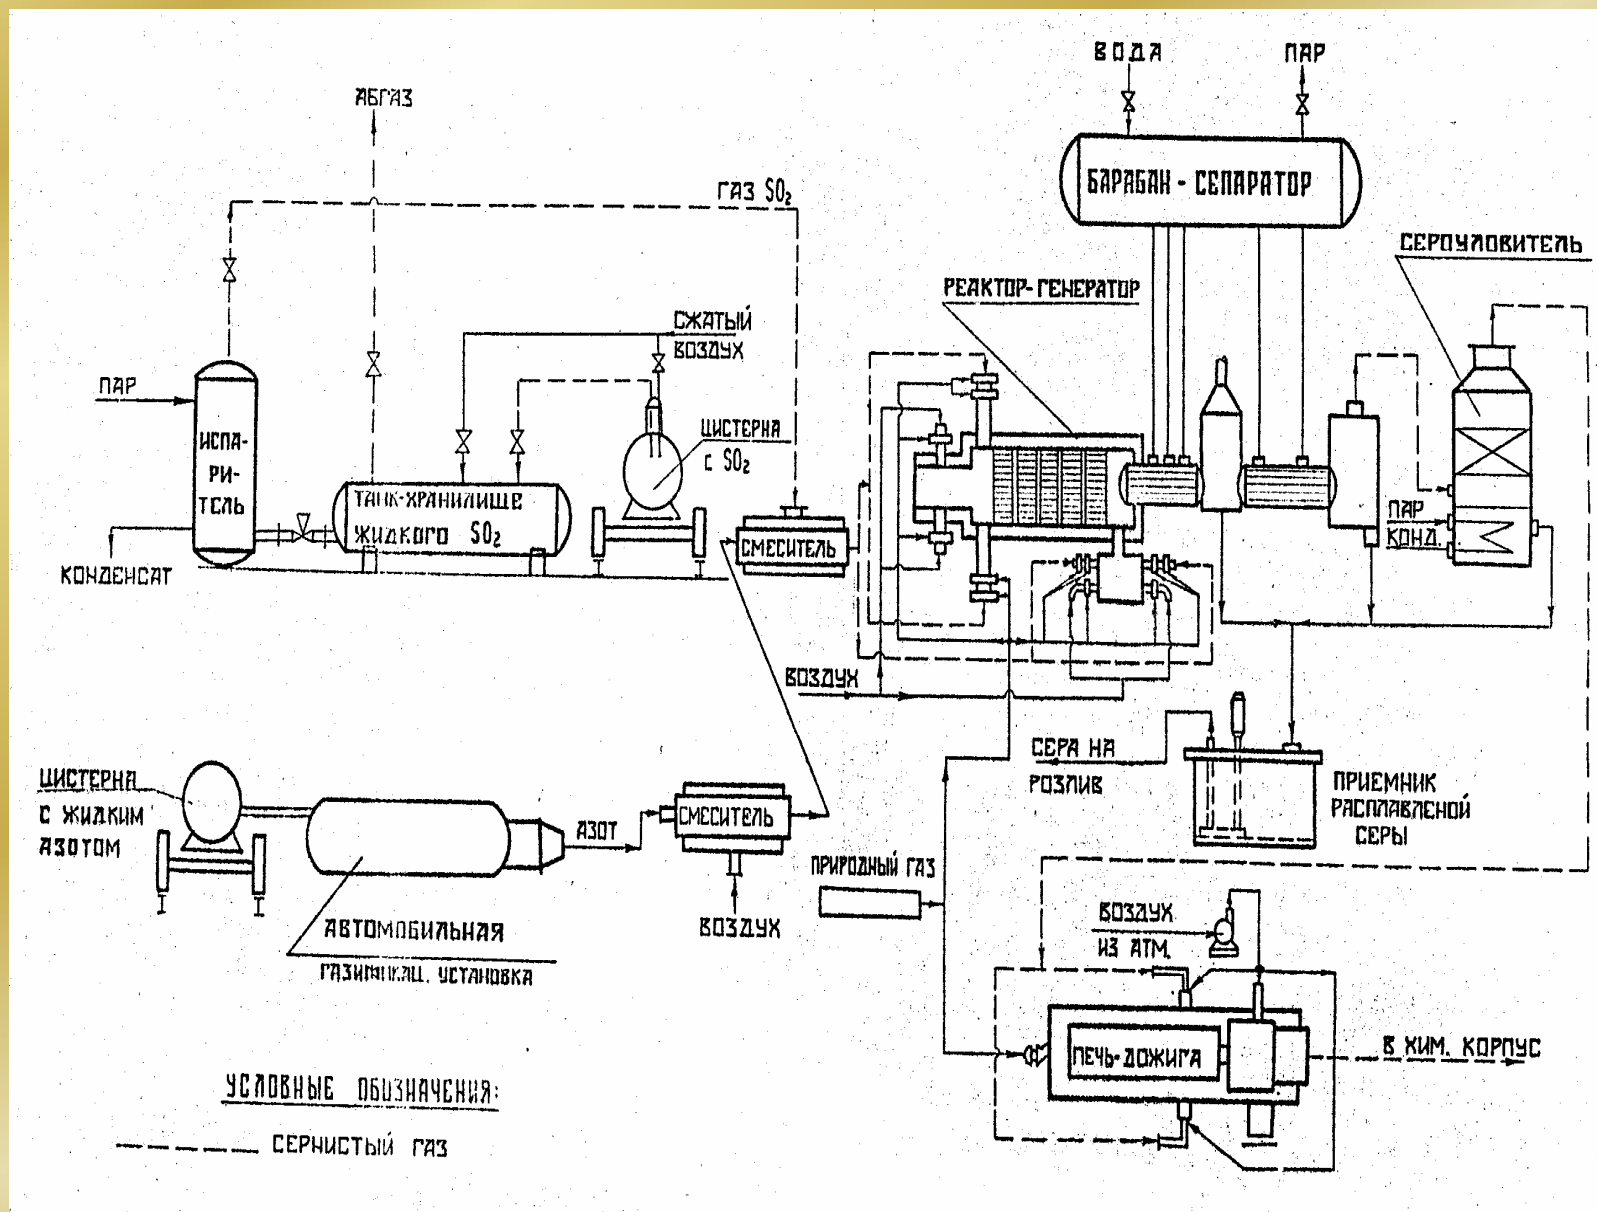 ВОДА
ПАР
АБГАЗ
БАРАБАН - СЕПАРАТОР
ГАЗ SO₂
СЕРОУЛОВИТЕЛЬ
РЕАКТОР-ГЕНЕРАТОР
СЖАТЫЙ
ВОЗДУХ
ПАР
ЦИСТЕРНА
С SO₂
ИСПА-
РИ-
ТЕЛЬ
ТАНК-ХРАНИЛИЩЕ
ЖИДКОГО SO₂
СМЕСИТЕЛЬ
ПАР
КОНД.
КОНДЕНСАТ
ВОЗДУХ
СЕРА НА
РОЗЛИВ
ПРИЕМНИК
РАСПЛАВЛЕНОЙ
СЕРЫ
ЦИСТЕРНА
С ЖИДКИМ
АЗОТОМ
АЗОТ
СМЕСИТЕЛЬ
ПРИРОДНЫЙ ГАЗ
ВОЗДУХ
ВОЗДУХ
ИЗ АТМ.
АВТОМОБИЛЬНАЯ
ГАЗИФИКАЦ. УСТАНОВКА
ПЕЧЬ-ДОЖИГА
В ХИМ. КОРПУС
УСЛОВНЫЕ ОБОЗНАЧЕНИЯ:
СЕРНИСТЫЙ ГАЗ